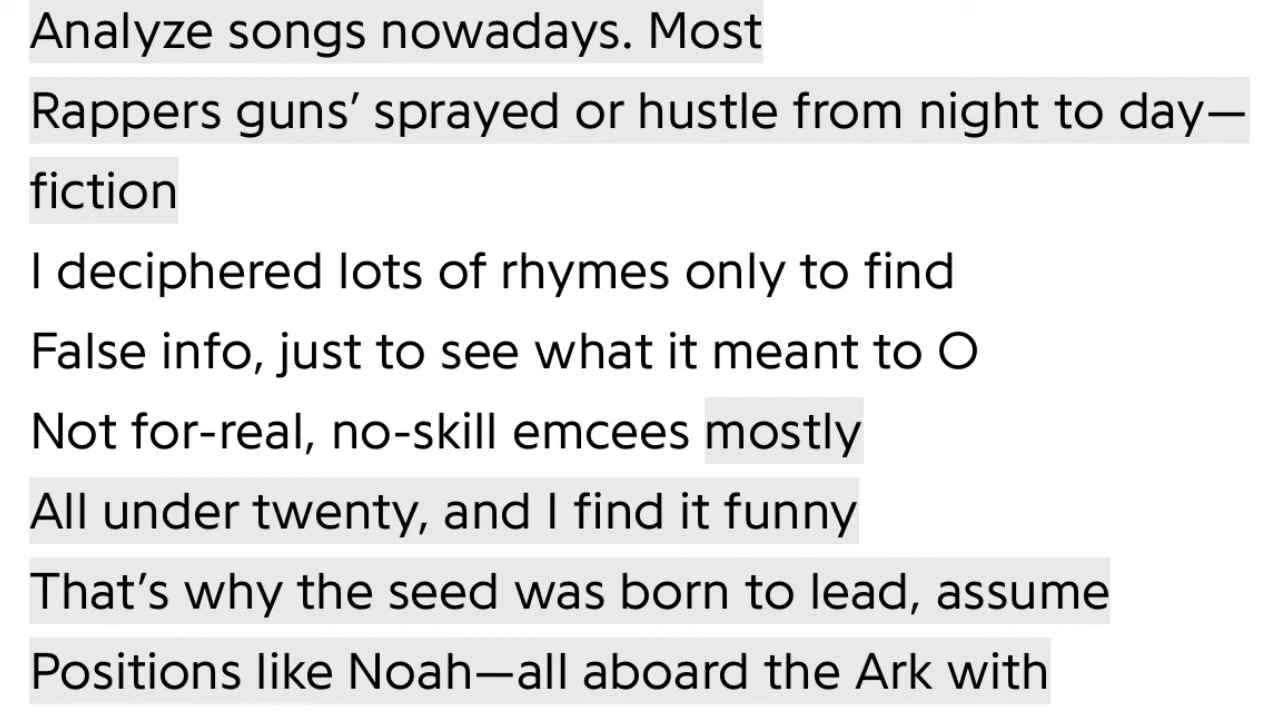 Analyze songs nowadays. Most
Rappers guns’ sprayed or hustle from night to day—
fiction
I deciphered lots of rhymes only to find
False info, just to see what it meant to O
Not for-real, no-skill emcees mostly
All under twenty, and I find it funny
That’s why the seed was born to lead, assume
Positions like Noah—all aboard the Ark with